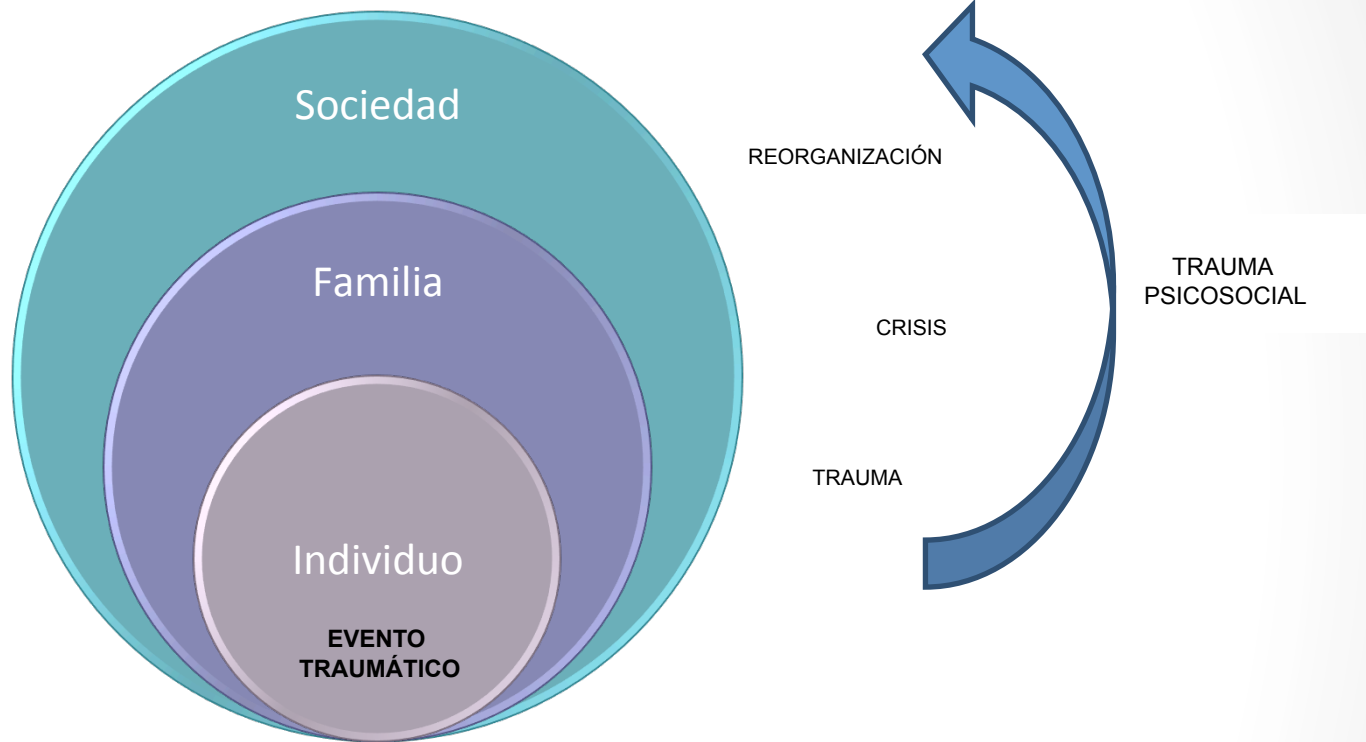 Sociedad
REORGANIZACIÓN
Familia
TRAUMA
PSICOSOCIAL
CRISIS
TRAUMA
Individuo
EVENTO
TRAUMÁTICO